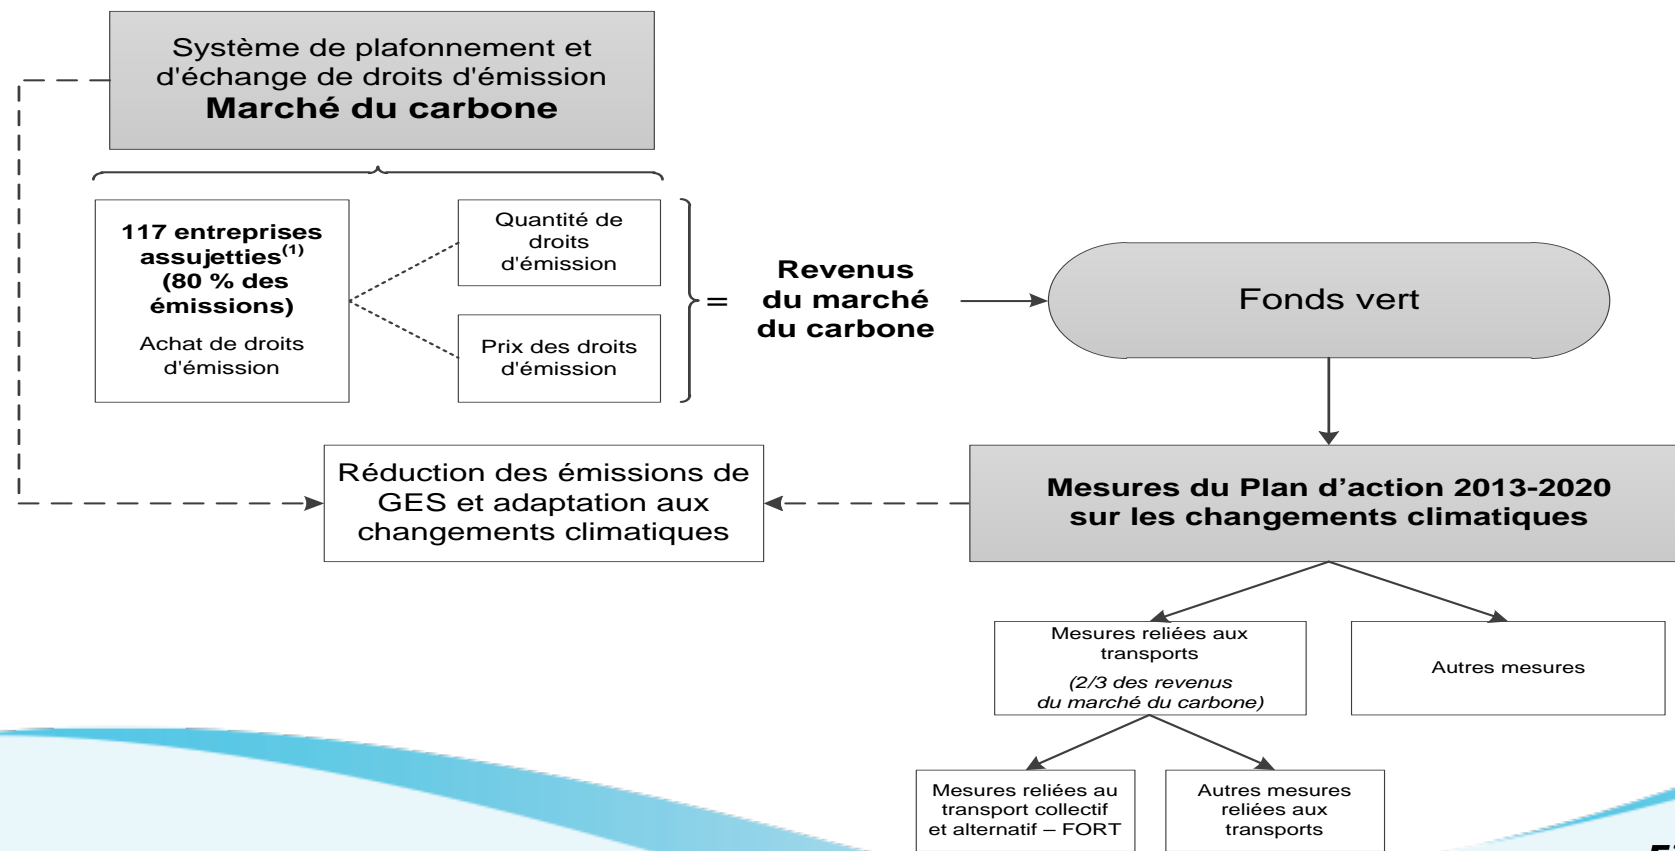 Système de plafonnement et
d'échange de droits d'émission
Marché du carbone
117 entreprises
assujetties(1)
(80 % des
émissions)
Achat de droits
d'émission
Quantité de
droits
d'émission
Prix des droits
d'émission
=
Revenus
du marché
du carbone
Fonds vert
Réduction des émissions de
GES et adaptation aux
changements climatiques
Mesures du Plan d’action 2013-2020
sur les changements climatiques
Mesures reliées aux
transports
(2/3 des revenus
du marché du carbone)
Autres mesures
Mesures reliées au
transport collectif
et alternatif – FORT
Autres mesures
reliées aux
transports